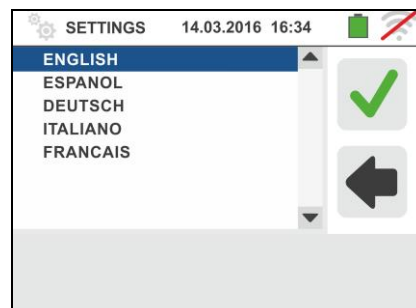 SETTINGS 14.03.2016 16:34
ENGLISH
ESPANOL
DEUTSCH
ITALIANO
FRANCAIS